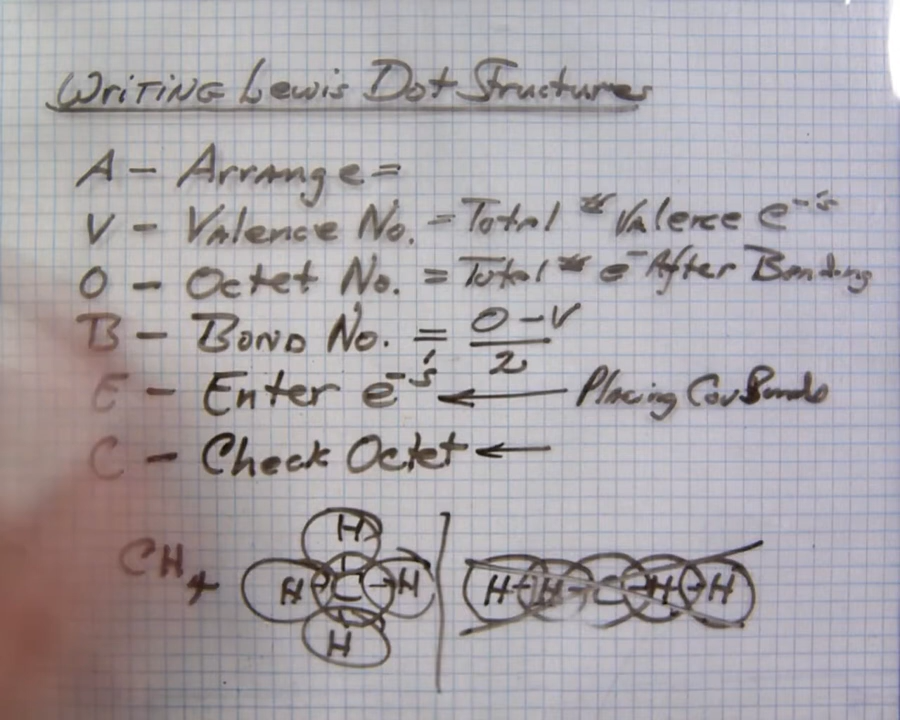 Writing Lewis Dot Structures
A - Arrange =
V - Valence No. = Total # Valence e-'s
O - Octet No. = Total # e- After Bonding
B - Bond No. = O - V / 2
E - Enter e-'s ← Placing Cov Bonds
C - Check Octet ←
H
CH4 H - C - H H - H - C - H - H
H